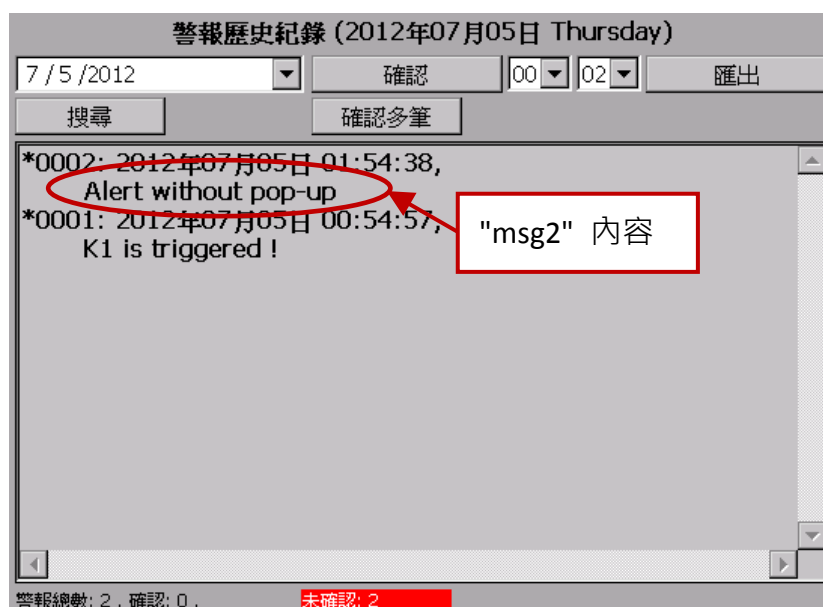 警報歷史紀錄 (2012年07月05日 Thursday)
7 / 5 /2012 確認 00 02 匯出
搜尋 確認多筆
*0002: 2012年07月05日 01:54:38,
Alert without pop-up
*0001: 2012年07月05日 00:54:57,
K1 is triggered !
"msg2" 內容
警報總數: 2 , 確認: 0 , 未確認: 2